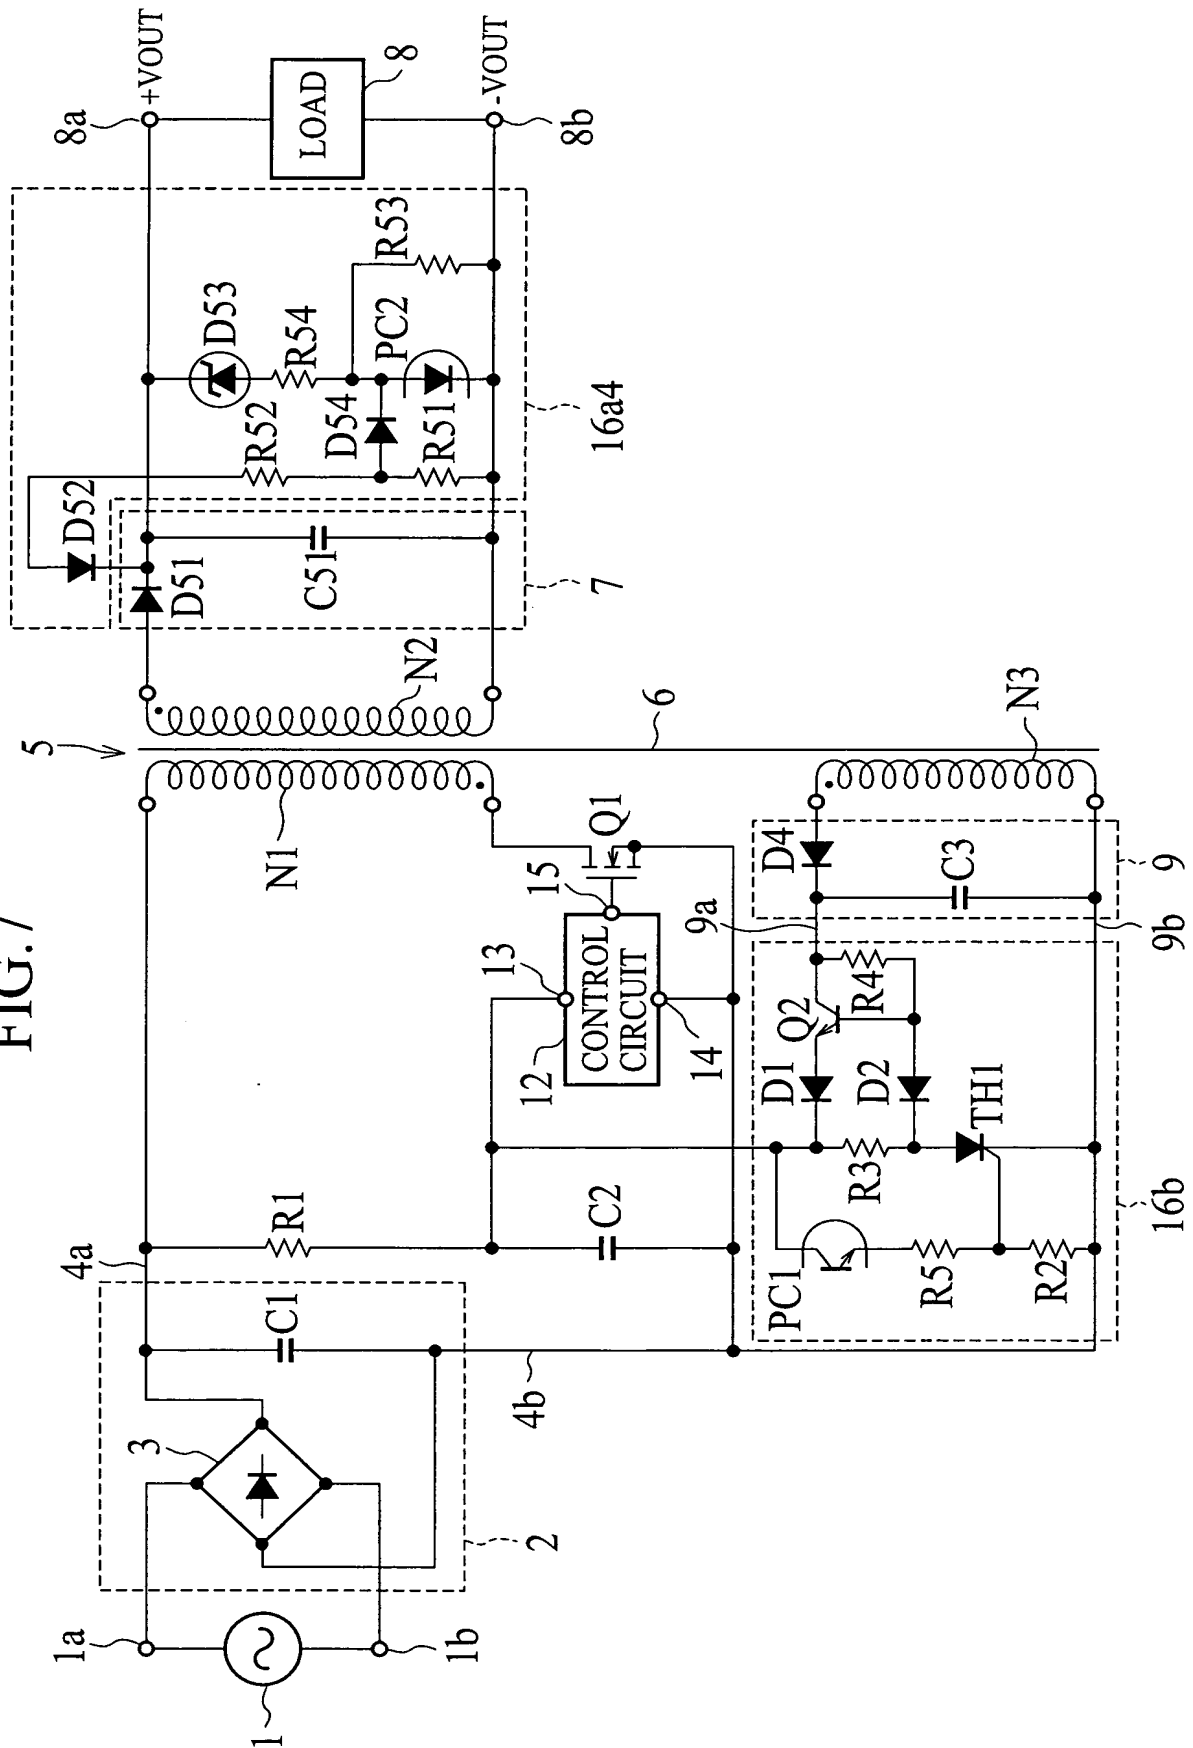 FIG. 7
1
1a
1b
2
3
C1
4a
4b
R1
C2
5
N1
N2
6
N3
12
CONTROL
CIRCUIT
13
14
15
Q1
D51
C51
7
D52
R52
D54
R51
D53
R54
PC2
R53
16a4
8a
+VOUT
LOAD
8
-VOUT
8b
PC1
R5
R2
D1
R3
D2
TH1
Q2
R4
16b
9a
9b
D4
C3
9